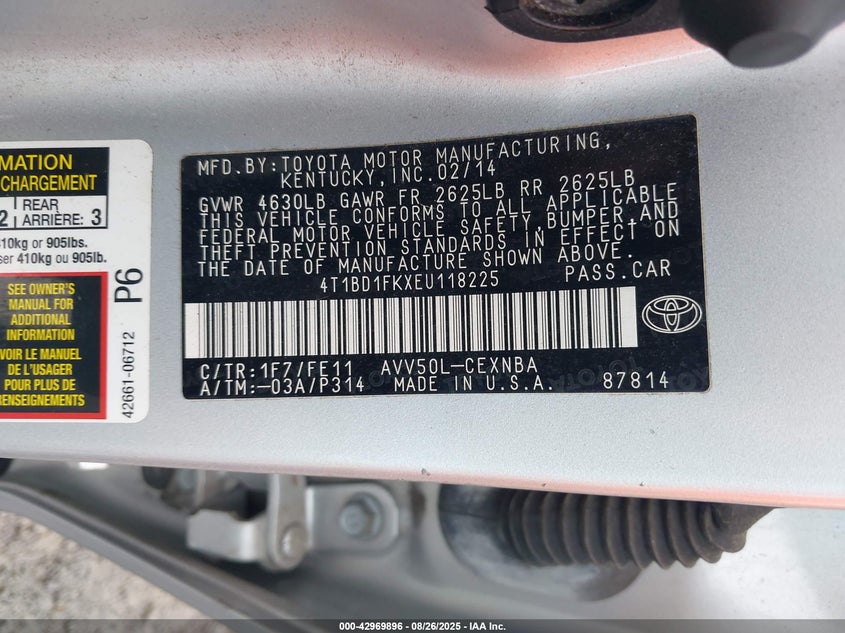 MATION
CHARGEMENT
2 REAR
ARRIÈRE: 3
10kg or 905lbs.
ser 410kg ou 905lb.
SEE OWNER'S
MANUAL FOR
ADDITIONAL
INFORMATION
VOIR LE MANUEL
DE L'USAGER
POUR PLUS DE
RENSEIGNEMENTS
P6
42661-06712
MFD.BY:TOYOTA MOTOR MANUFACTURING,
KENTUCKY,INC.02/14
GVWR 4630LB GAWR FR 2625LB RR 2625LB
THIS VEHICLE CONFORMS TO ALL APPLICABLE
FEDERAL MOTOR VEHICLE SAFETY,BUMPER,AND
THEFT PREVENTION STANDARDS IN EFFECT ON
THE DATE OF MANUFACTURE SHOWN ABOVE.
4T1BD1FKXEU118225 PASS.CAR
C/TR:1F7/FE11 AVV50L-CEXNBA
A/TM:-03A/P314 MADE IN U.S.A. 87814
000-42969896 - 08/26/2025 - IAA Inc.